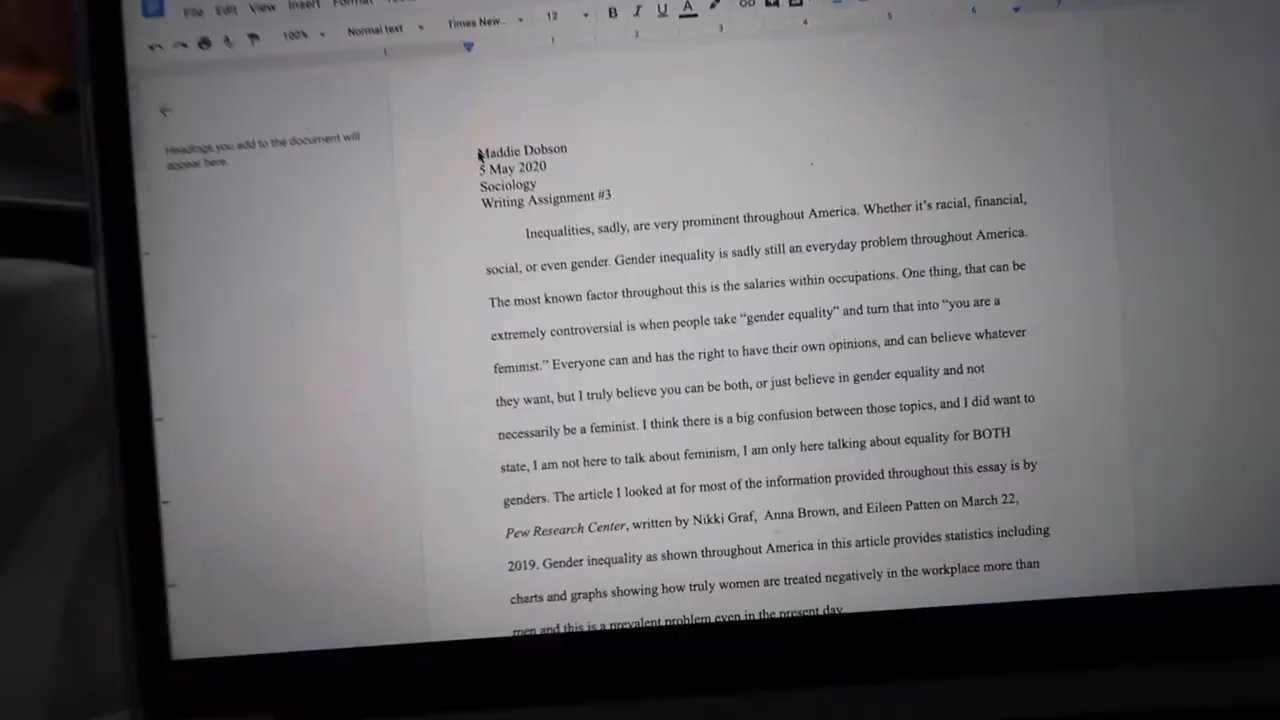 File Edit View Insert Format
100% Normal text Times New... 12 B I U A
1 1 2 3 4 5 6 7
Headings you add to the document will
appear here.
Maddie Dobson
5 May 2020
Sociology
Writing Assignment #3
Inequalities, sadly, are very prominent throughout America. Whether it's racial, financial,
social, or even gender. Gender inequality is sadly still an everyday problem throughout America.
The most known factor throughout this is the salaries within occupations. One thing, that can be
extremely controversial is when people take “gender equality” and turn that into “you are a
feminist.” Everyone can and has the right to have their own opinions, and can believe whatever
they want, but I truly believe you can be both, or just believe in gender equality and not
necessarily be a feminist. I think there is a big confusion between those topics, and I did want to
state, I am not here to talk about feminism, I am only here talking about equality for BOTH
genders. The article I looked at for most of the information provided throughout this essay is by
Pew Research Center, written by Nikki Graf, Anna Brown, and Eileen Patten on March 22,
2019. Gender inequality as shown throughout America in this article provides statistics including
charts and graphs showing how truly women are treated negatively in the workplace more than
men and this is a prevalent problem even in the present day